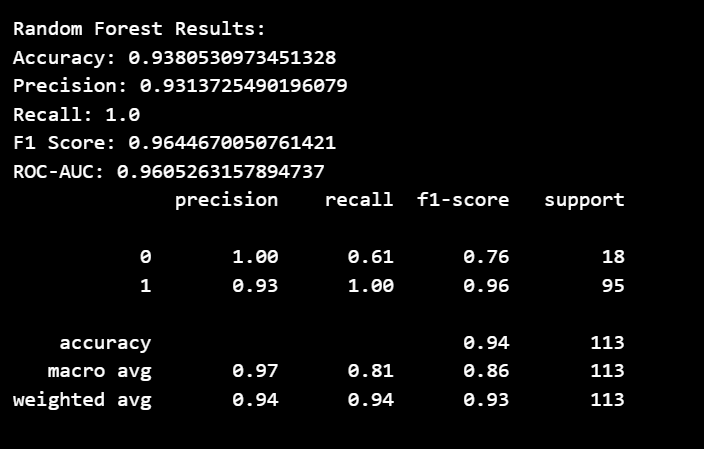 Random Forest Results:
Accuracy: 0.9380530973451328
Precision: 0.9313725490196079
Recall: 1.0
F1 Score: 0.9644670050761421
ROC-AUC: 0.9605263157894737
              precision    recall  f1-score   support

           0       1.00      0.61      0.76        18
           1       0.93      1.00      0.96        95

    accuracy                           0.94       113
   macro avg       0.97      0.81      0.86       113
weighted avg       0.94      0.94      0.93       113